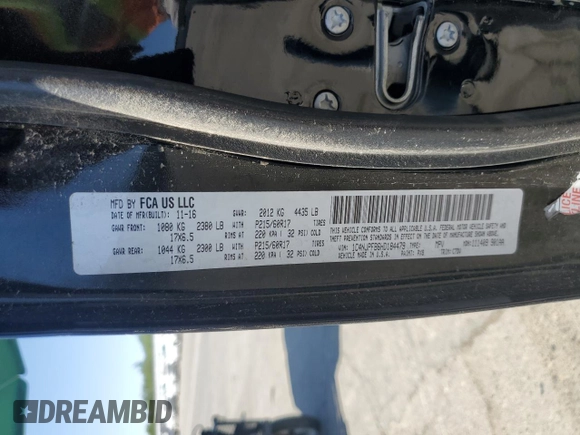 MFD BY FCA US LLC
DATE OF MFR(BUILT): 11-16 GVWR: 2012 KG 4435 LB
GAWR FRONT: 1080 KG 2380 LB TIRES P215/60R17
17X6.5 RIMS AT 220 KPA ( 32 PSI) COLD
GAWR REAR: 1044 KG 2300 LB TIRES P215/60R17
17X6.5 RIMS AT 220 KPA ( 32 PSI) COLD
THIS VEHICLE CONFORMS TO ALL APPLICABLE
U.S.A. FEDERAL MOTOR VEHICLE SAFETY AND
THEFT PREVENTION STANDARDS IN EFFECT ON THE DATE
OF MANUFACTURE SHOWN ABOVE.
TYPE: MPV
MADE IN U.S.A.
ICE
LINE
DREAMBID